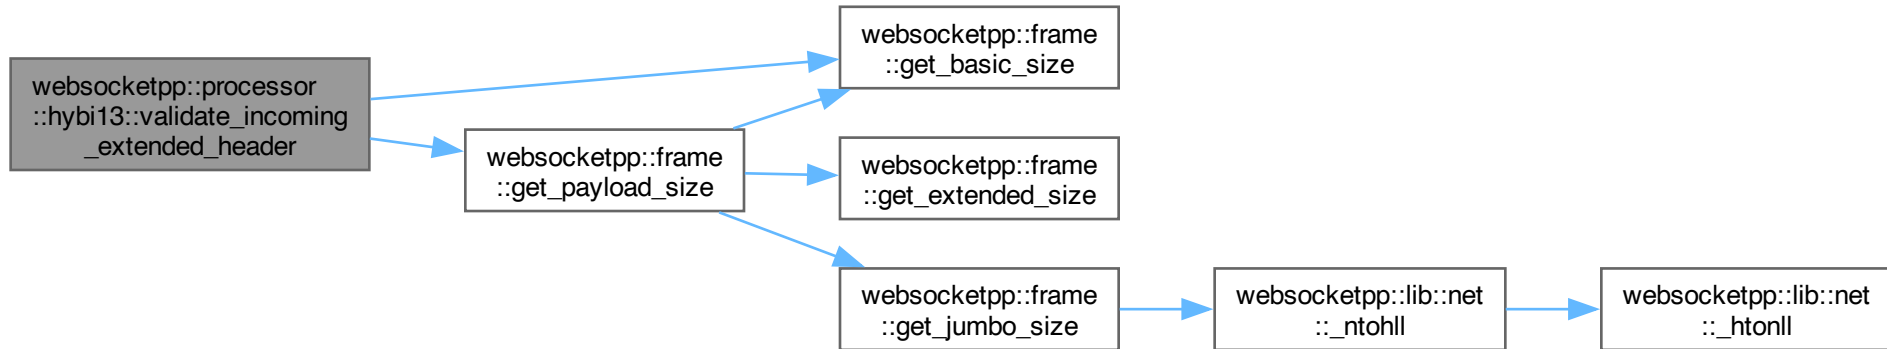 websocketpp::processor
::hybi13::validate_incoming
_extended_header
websocketpp::frame
::get_payload_size
websocketpp::frame
::get_basic_size
websocketpp::frame
::get_extended_size
websocketpp::frame
::get_jumbo_size
websocketpp::lib::net
::_ntohll
websocketpp::lib::net
::_htonll